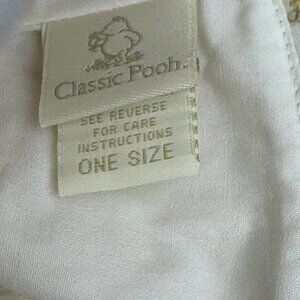 Classic Pooh
SEE REVERSE
FOR CARE
INSTRUCTIONS
ONE SIZE